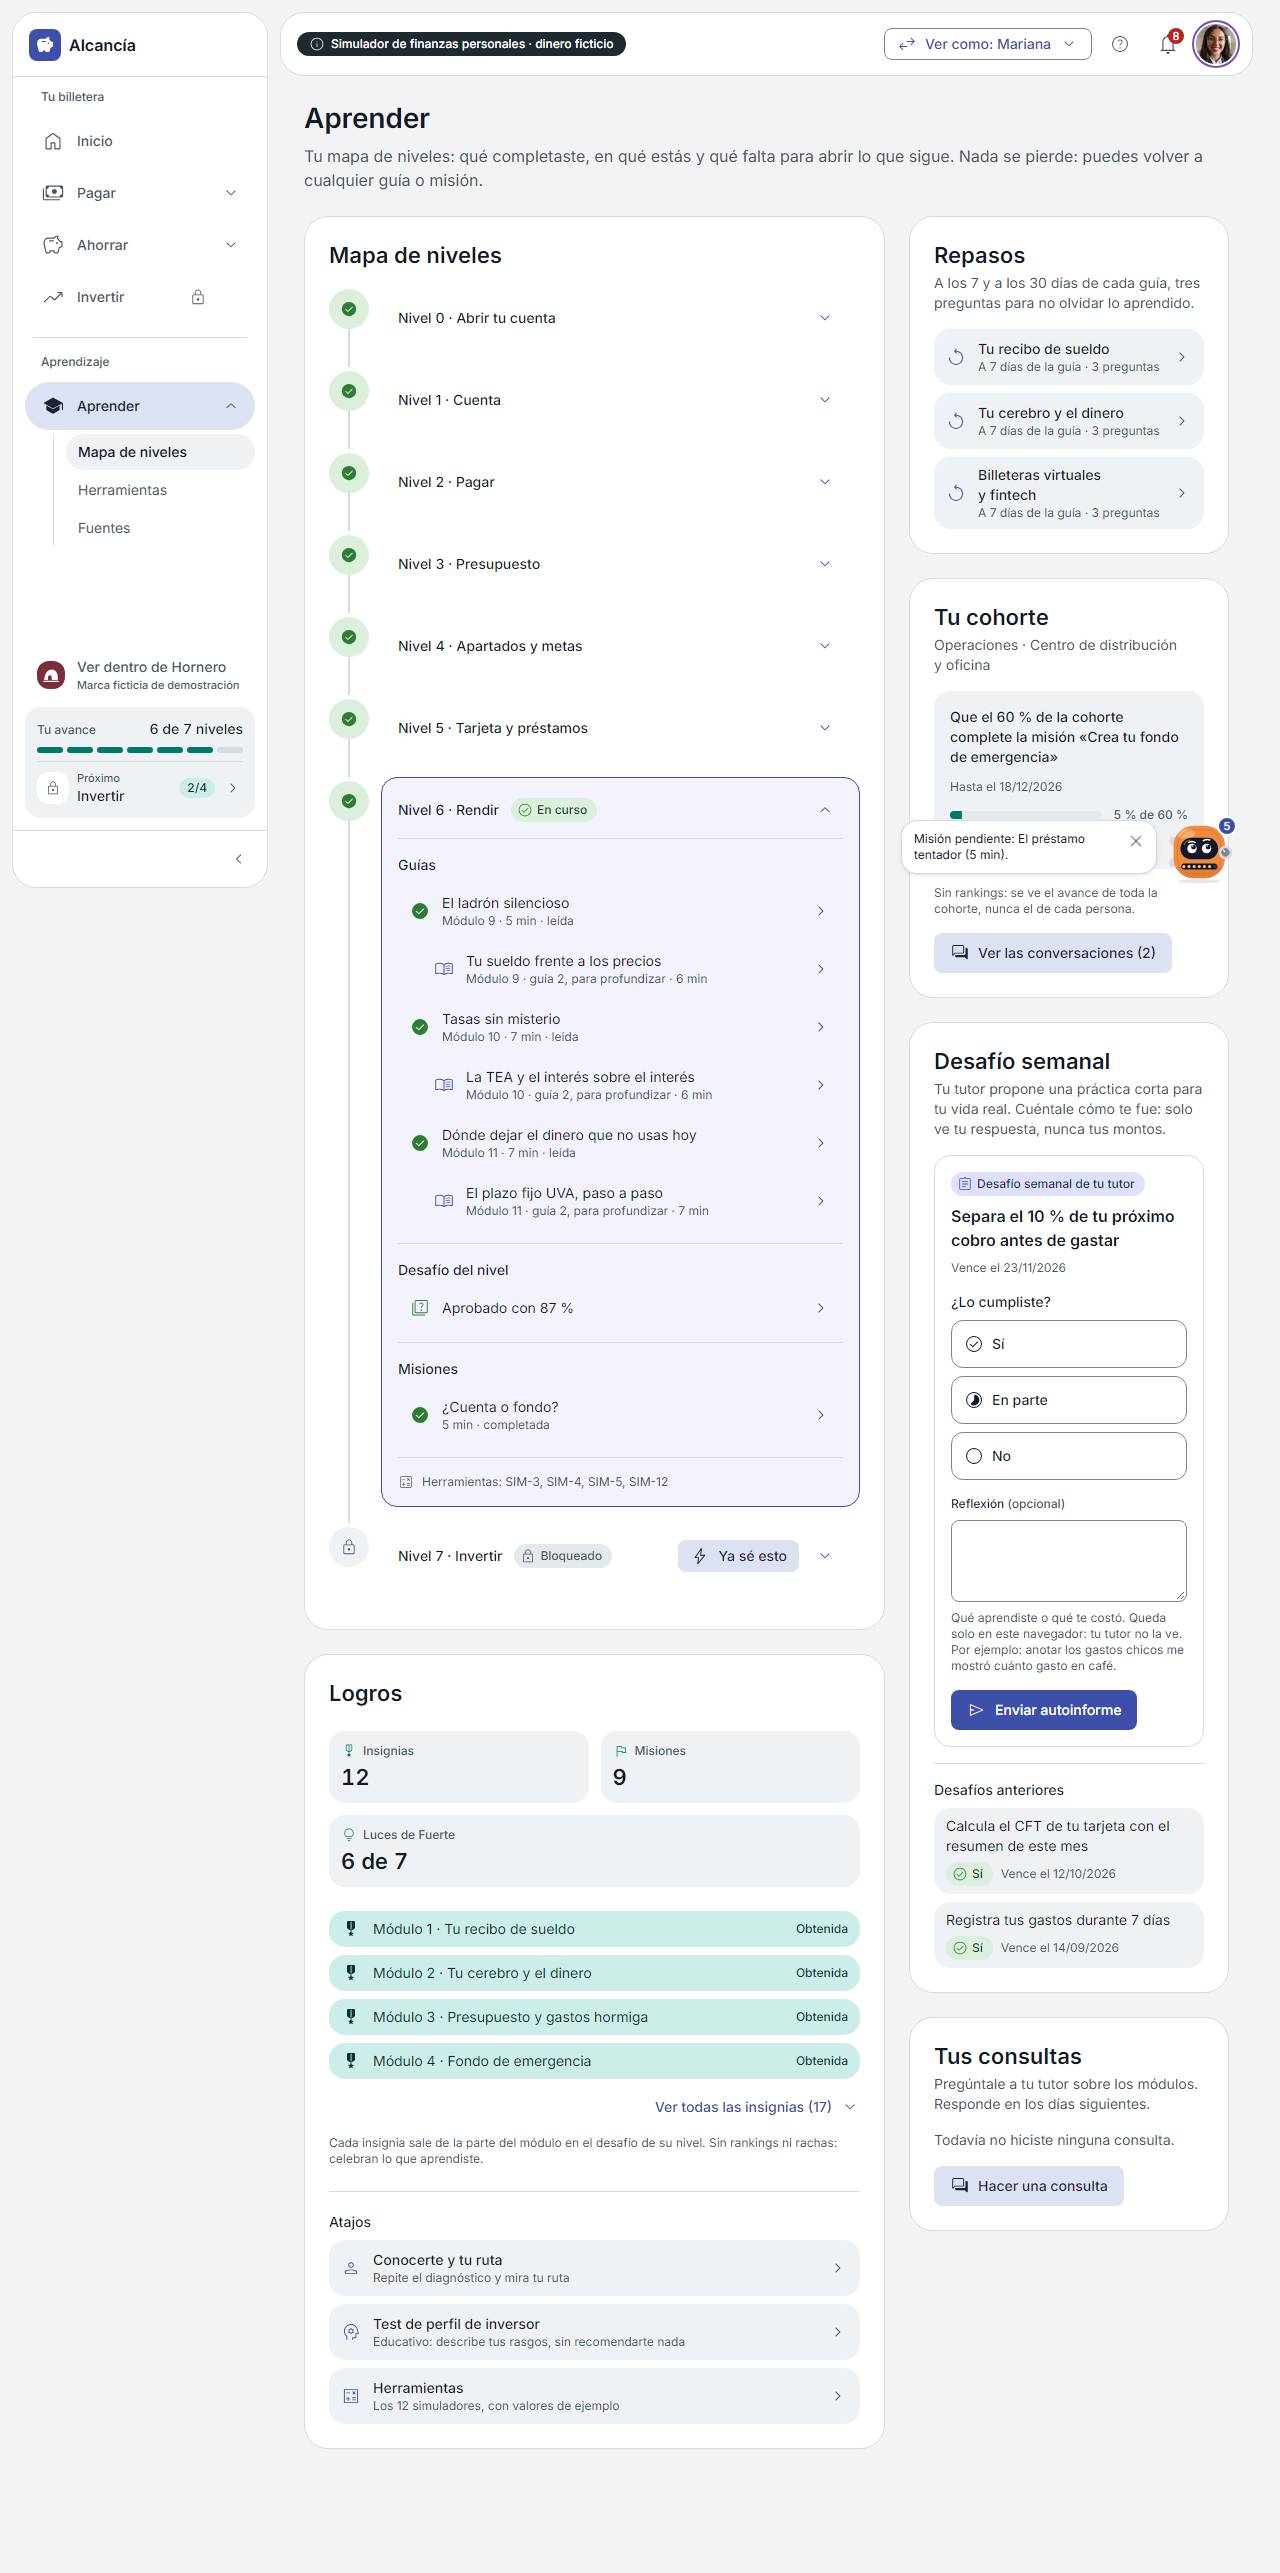 Alcancía
Tu billetera
Inicio
Pagar
Ahorrar
Invertir
Aprendizaje
Aprender
Mapa de niveles
Herramientas
Fuentes
Ver dentro de Hornero
Marca ficticia de demostración
Tu avance
6 de 7 niveles
Próximo
Invertir
2/4
Simulador de finanzas personales · dinero ficticio
Ver como: Mariana
8
Aprender
Tu mapa de niveles: qué completaste, en qué estás y qué falta para abrir lo que sigue. Nada se pierde: puedes volver a
cualquier guía o misión.
Mapa de niveles
Nivel 0 · Abrir tu cuenta
Nivel 1 · Cuenta
Nivel 2 · Pagar
Nivel 3 · Presupuesto
Nivel 4 · Apartados y metas
Nivel 5 · Tarjeta y préstamos
Nivel 6 · Rendir
En curso
Guías
El ladrón silencioso
Módulo 9 · 5 min · leída
Tu sueldo frente a los precios
Módulo 9 · guía 2, para profundizar · 6 min
Tasas sin misterio
Módulo 10 · 7 min · leída
La TEA y el interés sobre el interés
Módulo 10 · guía 2, para profundizar · 6 min
Dónde dejar el dinero que no usas hoy
Módulo 11 · 7 min · leída
El plazo fijo UVA, paso a paso
Módulo 11 · guía 2, para profundizar · 7 min
Desafío del nivel
Aprobado con 87 %
Misiones
¿Cuenta o fondo?
5 min · completada
Herramientas: SIM-3, SIM-4, SIM-5, SIM-12
Nivel 7 · Invertir
Bloqueado
Ya sé esto
Logros
Insignias
12
Misiones
9
Luces de Fuerte
6 de 7
Módulo 1 · Tu recibo de sueldo
Obtenida
Módulo 2 · Tu cerebro y el dinero
Obtenida
Módulo 3 · Presupuesto y gastos hormiga
Obtenida
Módulo 4 · Fondo de emergencia
Obtenida
Ver todas las insignias (17)
Cada insignia sale de la parte del módulo en el desafío de su nivel. Sin rankings ni rachas:
celebran lo que aprendiste.
Atajos
Conocerte y tu ruta
Repite el diagnóstico y mira tu ruta
Test de perfil de inversor
Educativo: describe tus rasgos, sin recomendarte nada
Herramientas
Los 12 simuladores, con valores de ejemplo
Repasos
A los 7 y a los 30 días de cada guía, tres
preguntas para no olvidar lo aprendido.
Tu recibo de sueldo
A 7 días de la guía · 3 preguntas
Tu cerebro y el dinero
A 7 días de la guía · 3 preguntas
Billeteras virtuales
y fintech
A 7 días de la guía · 3 preguntas
Tu cohorte
Operaciones · Centro de distribución
y oficina
Que el 60 % de la cohorte
complete la misión «Crea tu fondo
de emergencia»
Hasta el 18/12/2026
5 % de 60 %
Misión pendiente: El préstamo
tentador (5 min).
5
Sin rankings: se ve el avance de toda la
cohorte, nunca el de cada persona.
Ver las conversaciones (2)
Desafío semanal
Tu tutor propone una práctica corta para
tu vida real. Cuéntale cómo te fue: solo
ve tu respuesta, nunca tus montos.
Desafío semanal de tu tutor
Separa el 10 % de tu próximo
cobro antes de gastar
Vence el 23/11/2026
¿Lo cumpliste?
Sí
En parte
No
Reflexión (opcional)
Qué aprendiste o qué te costó. Queda
solo en este navegador: tu tutor no la ve.
Por ejemplo: anotar los gastos chicos me
mostró cuánto gasto en café.
Enviar autoinforme
Desafíos anteriores
Calcula el CFT de tu tarjeta con el
resumen de este mes
Sí
Vence el 12/10/2026
Registra tus gastos durante 7 días
Sí
Vence el 14/09/2026
Tus consultas
Pregúntale a tu tutor sobre los módulos.
Responde en los días siguientes.
Todavía no hiciste ninguna consulta.
Hacer una consulta